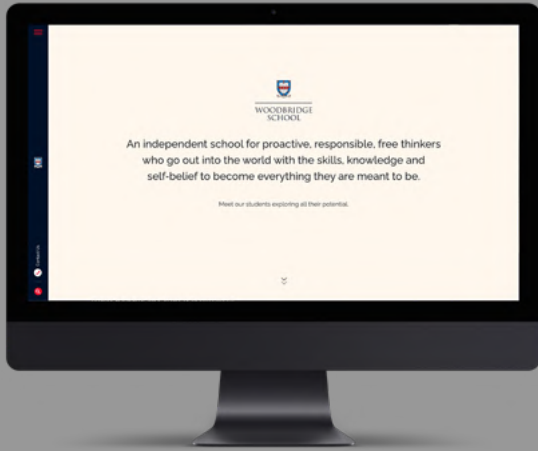 WOODBRIDGE
SCHOOL
An independent school for proactive, responsible, free thinkers
who go out into the world with the skills, knowledge and
self-belief to become everything they are meant to be.
Meet our students exploring all their potential.
Contact Us